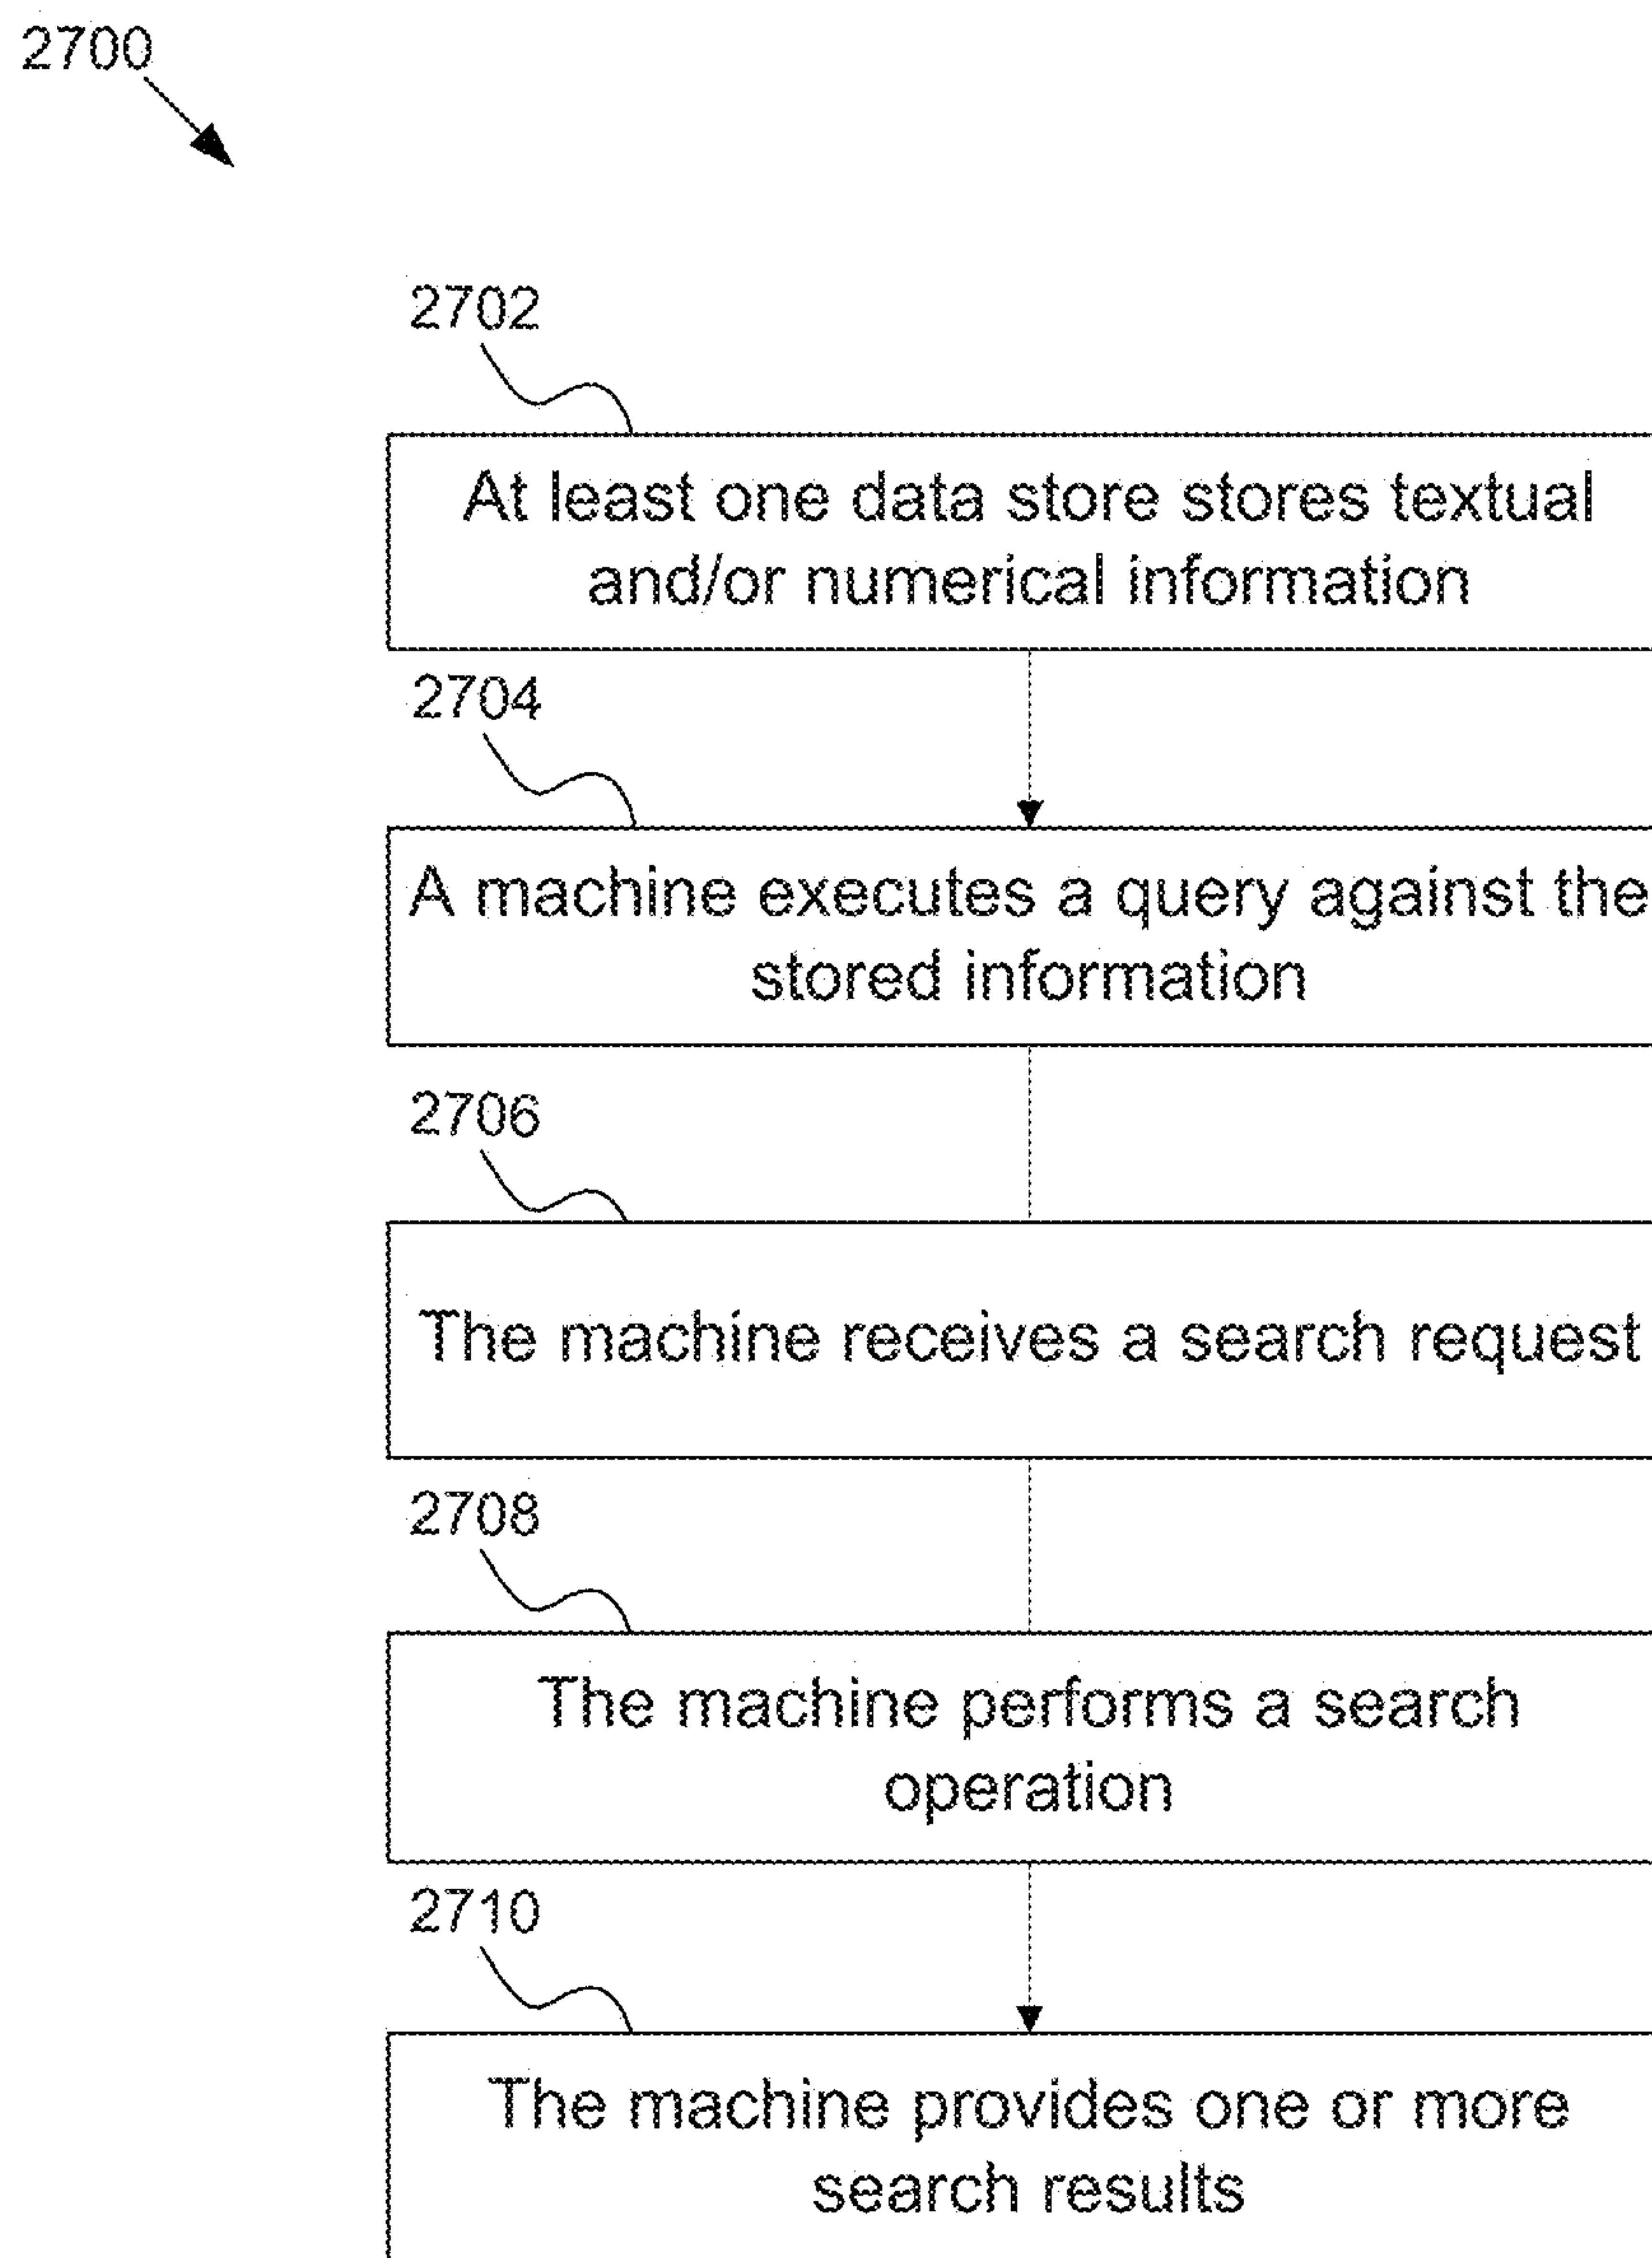 2700
2702
At least one data store stores textual
and/or numerical information
2704
A machine executes a query against the
stored information
2706
The machine receives a search request
2708
The machine performs a search
operation
2710
The machine provides one or more
search results